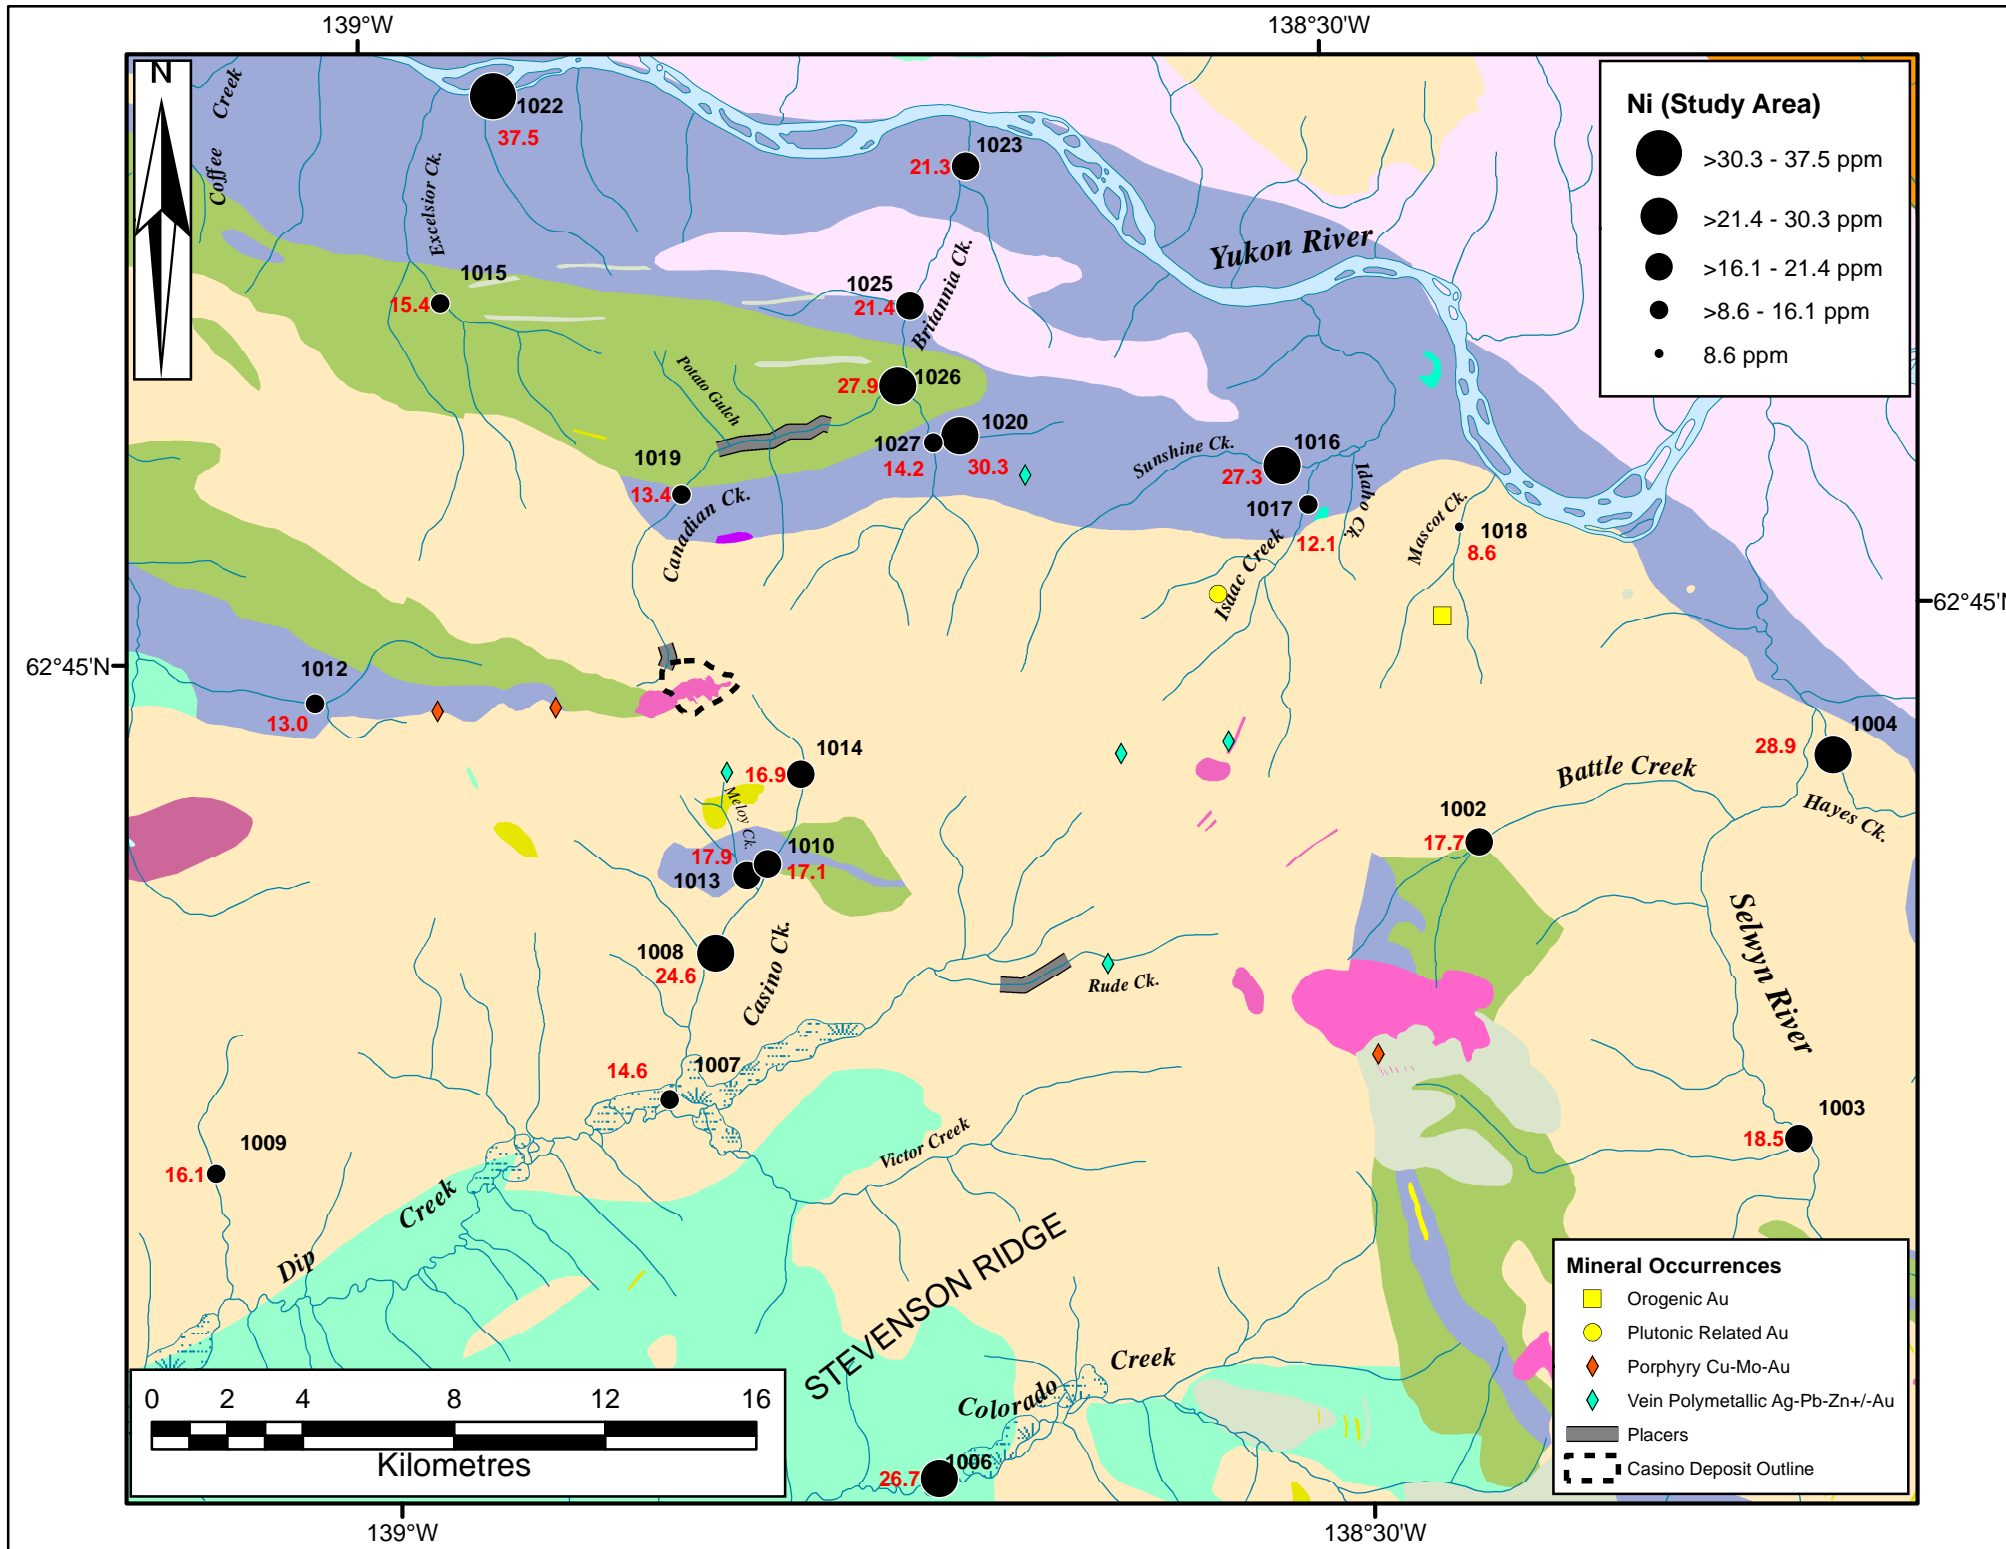 139°W
138°30'W
N
Coffee Creek
Excelsior Ck.
1022
37.5
1023
21.3
Ni (Study Area)
>30.3 - 37.5 ppm
>21.4 - 30.3 ppm
>16.1 - 21.4 ppm
>8.6 - 16.1 ppm
8.6 ppm
Yukon River
1015
15.4
1025
21.4
Britannia Ck.
Potato Gulch
1026
27.9
1020
30.3
1027
14.2
1019
13.4
Canadian Ck.
Sunshine Ck.
1016
27.3
1017
12.1
Idaho Ck.
Isaac Creek
Mascot Ck.
1018
8.6
62°45'N
62°45'N
1012
13.0
1014
16.9
Meloy Ck.
17.9
1013
1010
17.1
1004
28.9
Battle Creek
Hayes Ck.
1002
17.7
Selwyn River
1008
24.6
Casino Ck.
Rude Ck.
14.6
1007
1009
16.1
Victor Creek
1003
18.5
Dip Creek
STEVENSON RIDGE
Colorado Creek
1006
26.7
Mineral Occurrences
Orogenic Au
Plutonic Related Au
Porphyry Cu-Mo-Au
Vein Polymetallic Ag-Pb-Zn+/-Au
Placers
Casino Deposit Outline
0 2 4 8 12 16
Kilometres
139°W
138°30'W